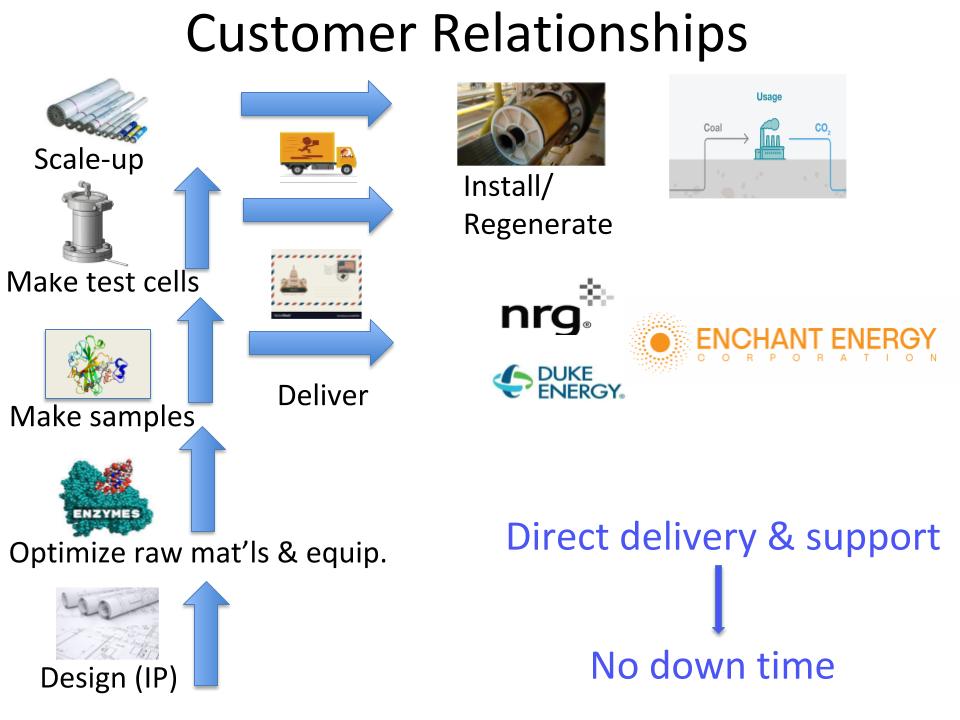 Customer Relationships
Scale-up
Make test cells
Make samples
ENZYMES
Optimize raw mat'ls & equip.
Design (IP)
Deliver
Install/
Regenerate
Usage
Coal
CO₂
nrg®
DUKE
ENERGY®
ENCHANT ENERGY
CORPORATION
Direct delivery & support
No down time